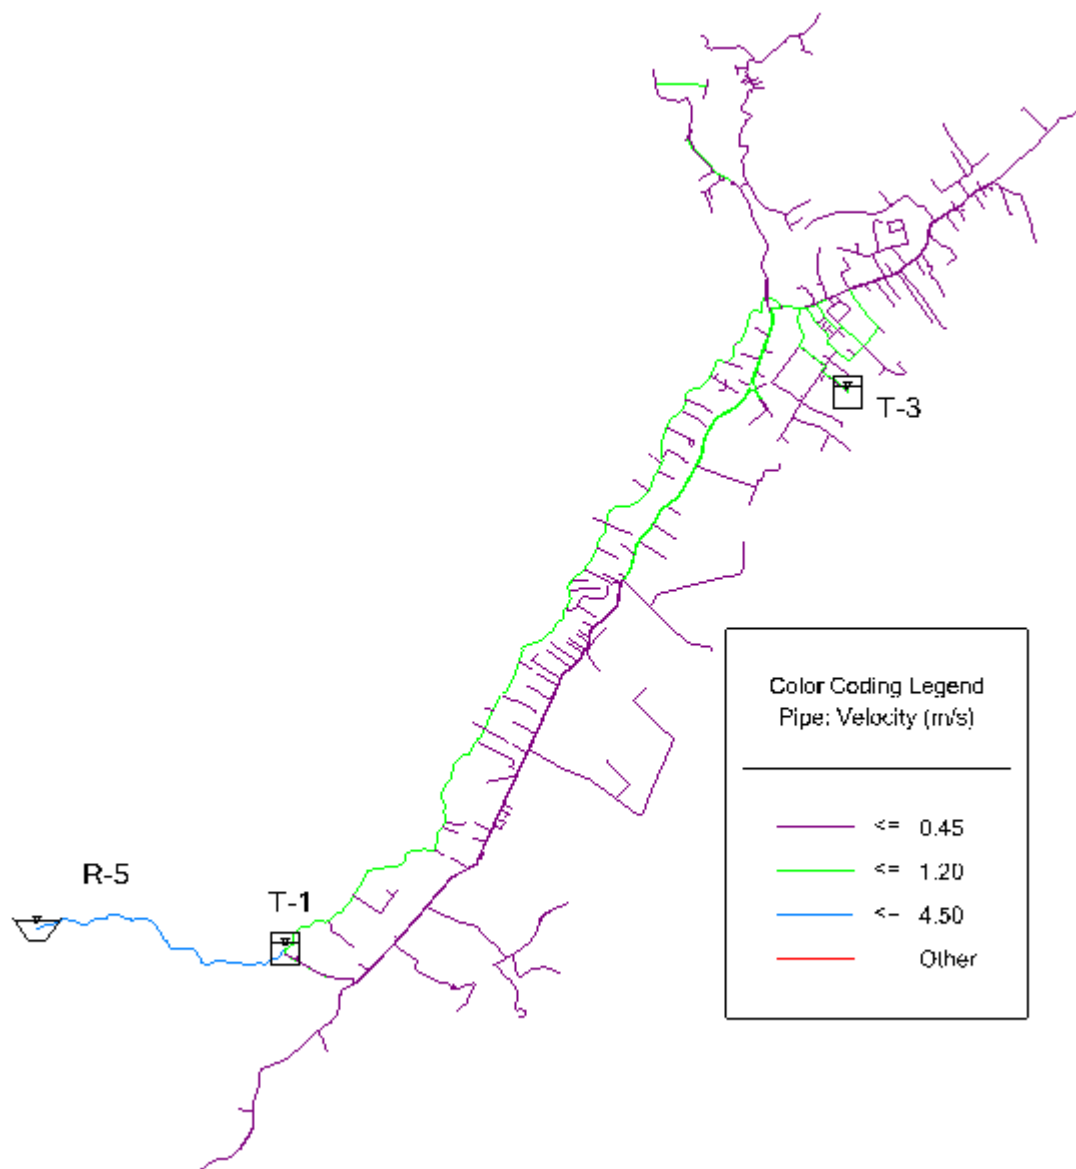 T-3
Color Coding Legend
Pipe: Velocity (m/s)
<= 0.45
<= 1.20
<= 4.50
Other
R-5
T-1